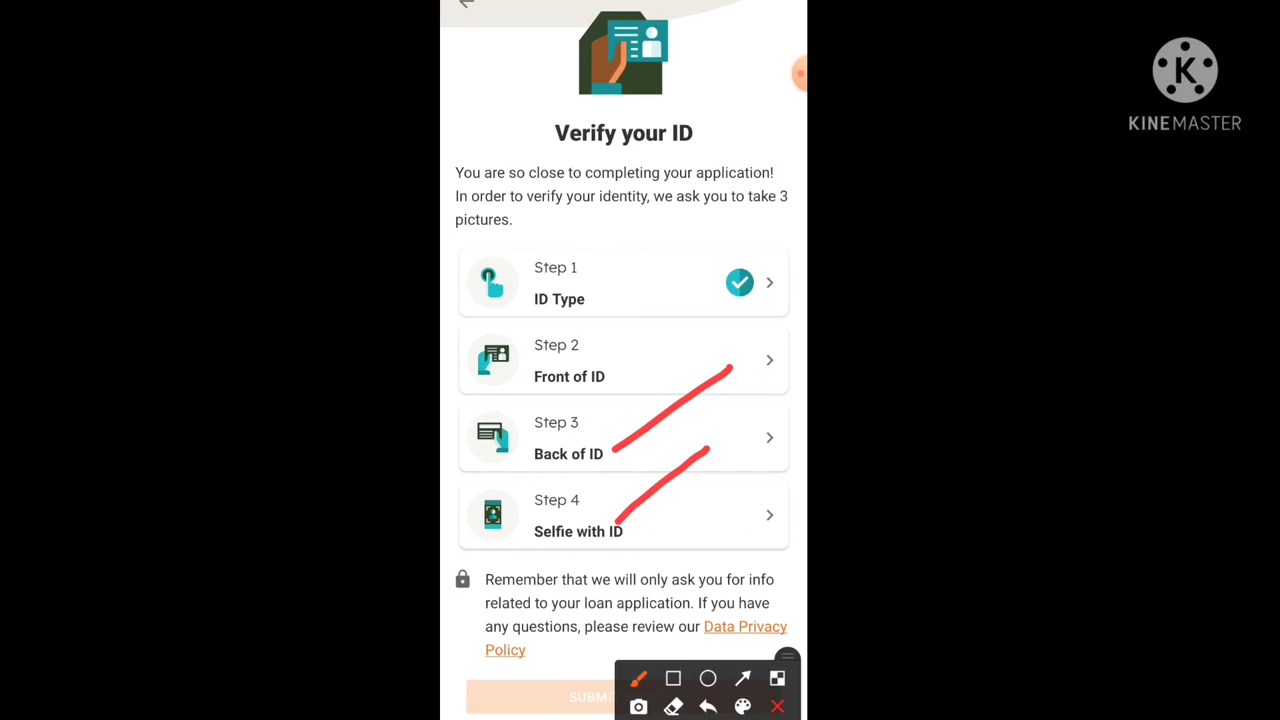 Verify your ID
You are so close to completing your application!
In order to verify your identity, we ask you to take 3
pictures.
Step 1
ID Type
Step 2
Front of ID
Step 3
Back of ID
Step 4
Selfie with ID
Remember that we will only ask you for info
related to your loan application. If you have
any questions, please review our Data Privacy
Policy
K
KINEMASTER